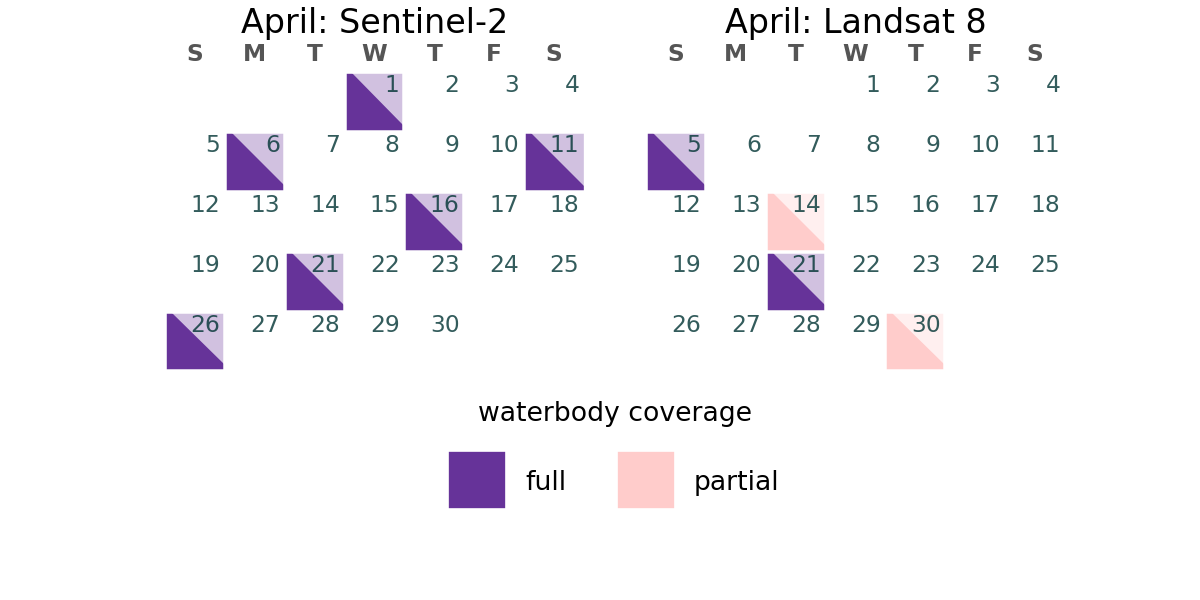 April: Sentinel-2
S M T W T F S
1 2 3 4
5 6 7 8 9 10 11
12 13 14 15 16 17 18
19 20 21 22 23 24 25
26 27 28 29 30
April: Landsat 8
S M T W T F S
1 2 3 4
5 6 7 8 9 10 11
12 13 14 15 16 17 18
19 20 21 22 23 24 25
26 27 28 29 30
waterbody coverage
full partial